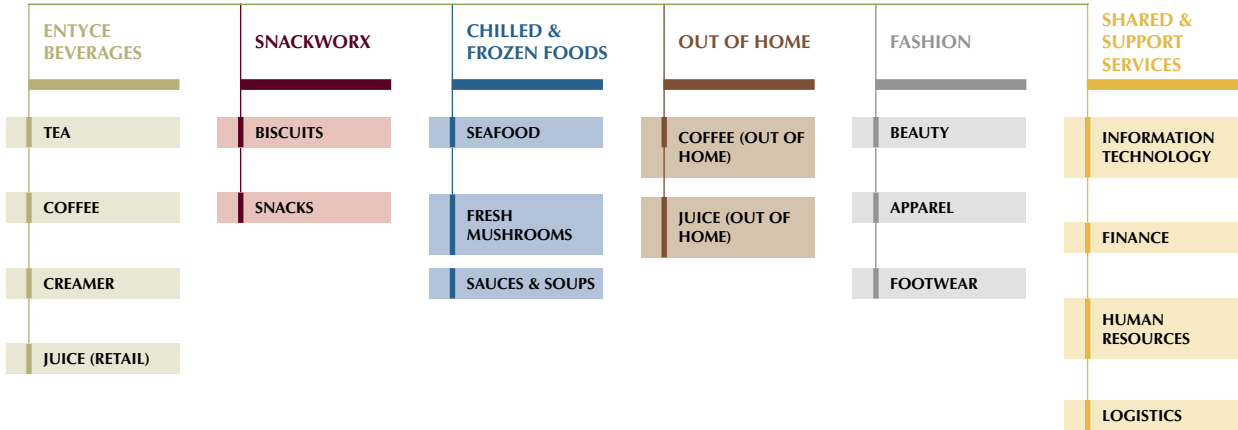 ENTYCE
BEVERAGES
TEA
COFFEE
CREAMER
JUICE (RETAIL)
SNACKWORX
BISCUITS
SNACKS
CHILLED &
FROZEN FOODS
SEAFOOD
FRESH
MUSHROOMS
SAUCES & SOUPS
OUT OF HOME
COFFEE (OUT OF
HOME)
JUICE (OUT OF
HOME)
FASHION
BEAUTY
APPAREL
FOOTWEAR
SHARED &
SUPPORT
SERVICES
INFORMATION
TECHNOLOGY
FINANCE
HUMAN
RESOURCES
LOGISTICS